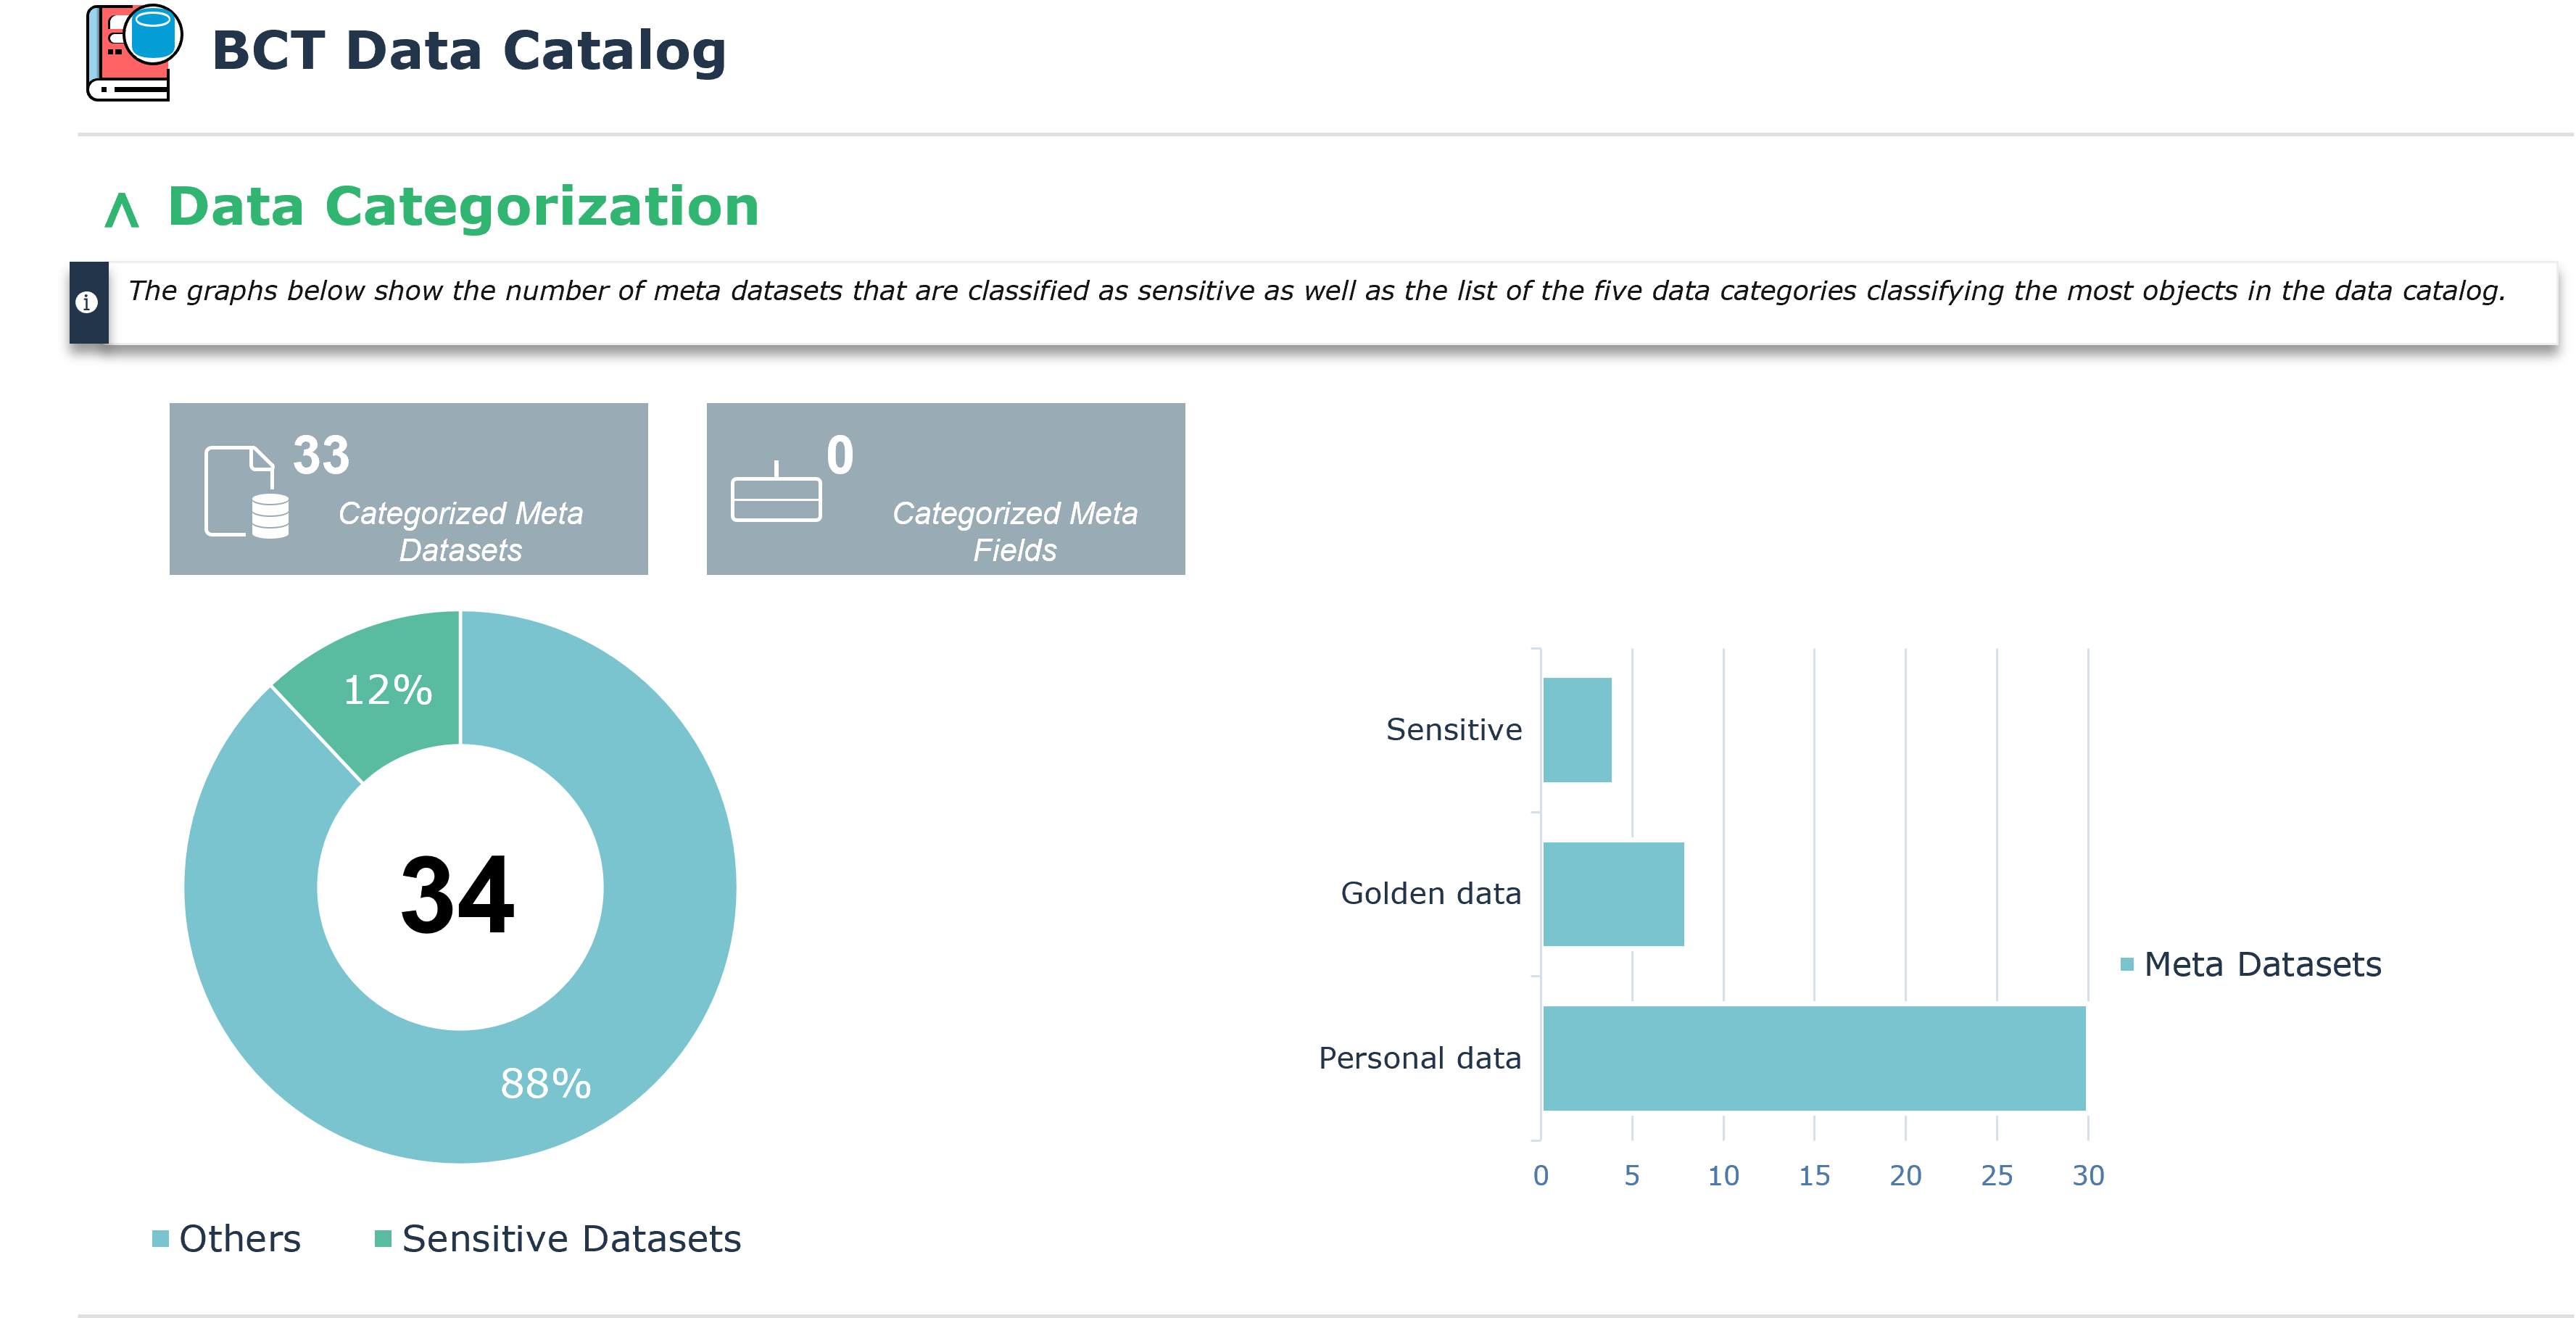 BCT Data Catalog
Data Categorization
The graphs below show the number of meta datasets that are classified as sensitive as well as the list of the five data categories classifying the most objects in the data catalog.
33
Categorized Meta
Datasets
0
Categorized Meta
Fields
12%
34
88%
Others
Sensitive Datasets
Sensitive
Golden data
Personal data
0 5 10 15 20 25 30
Meta Datasets